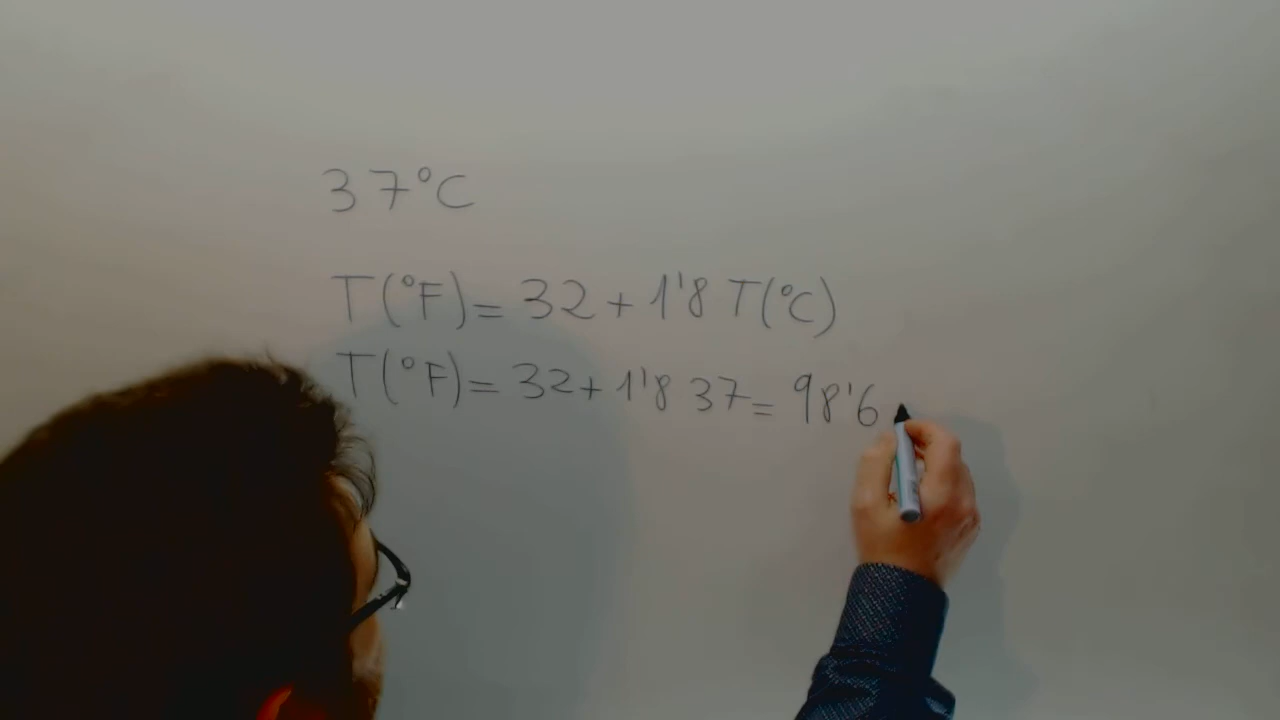 37°C
T(°F)= 32 + 1'8 T(°C)
T(°F)= 32+ 1'8 37= 98'6